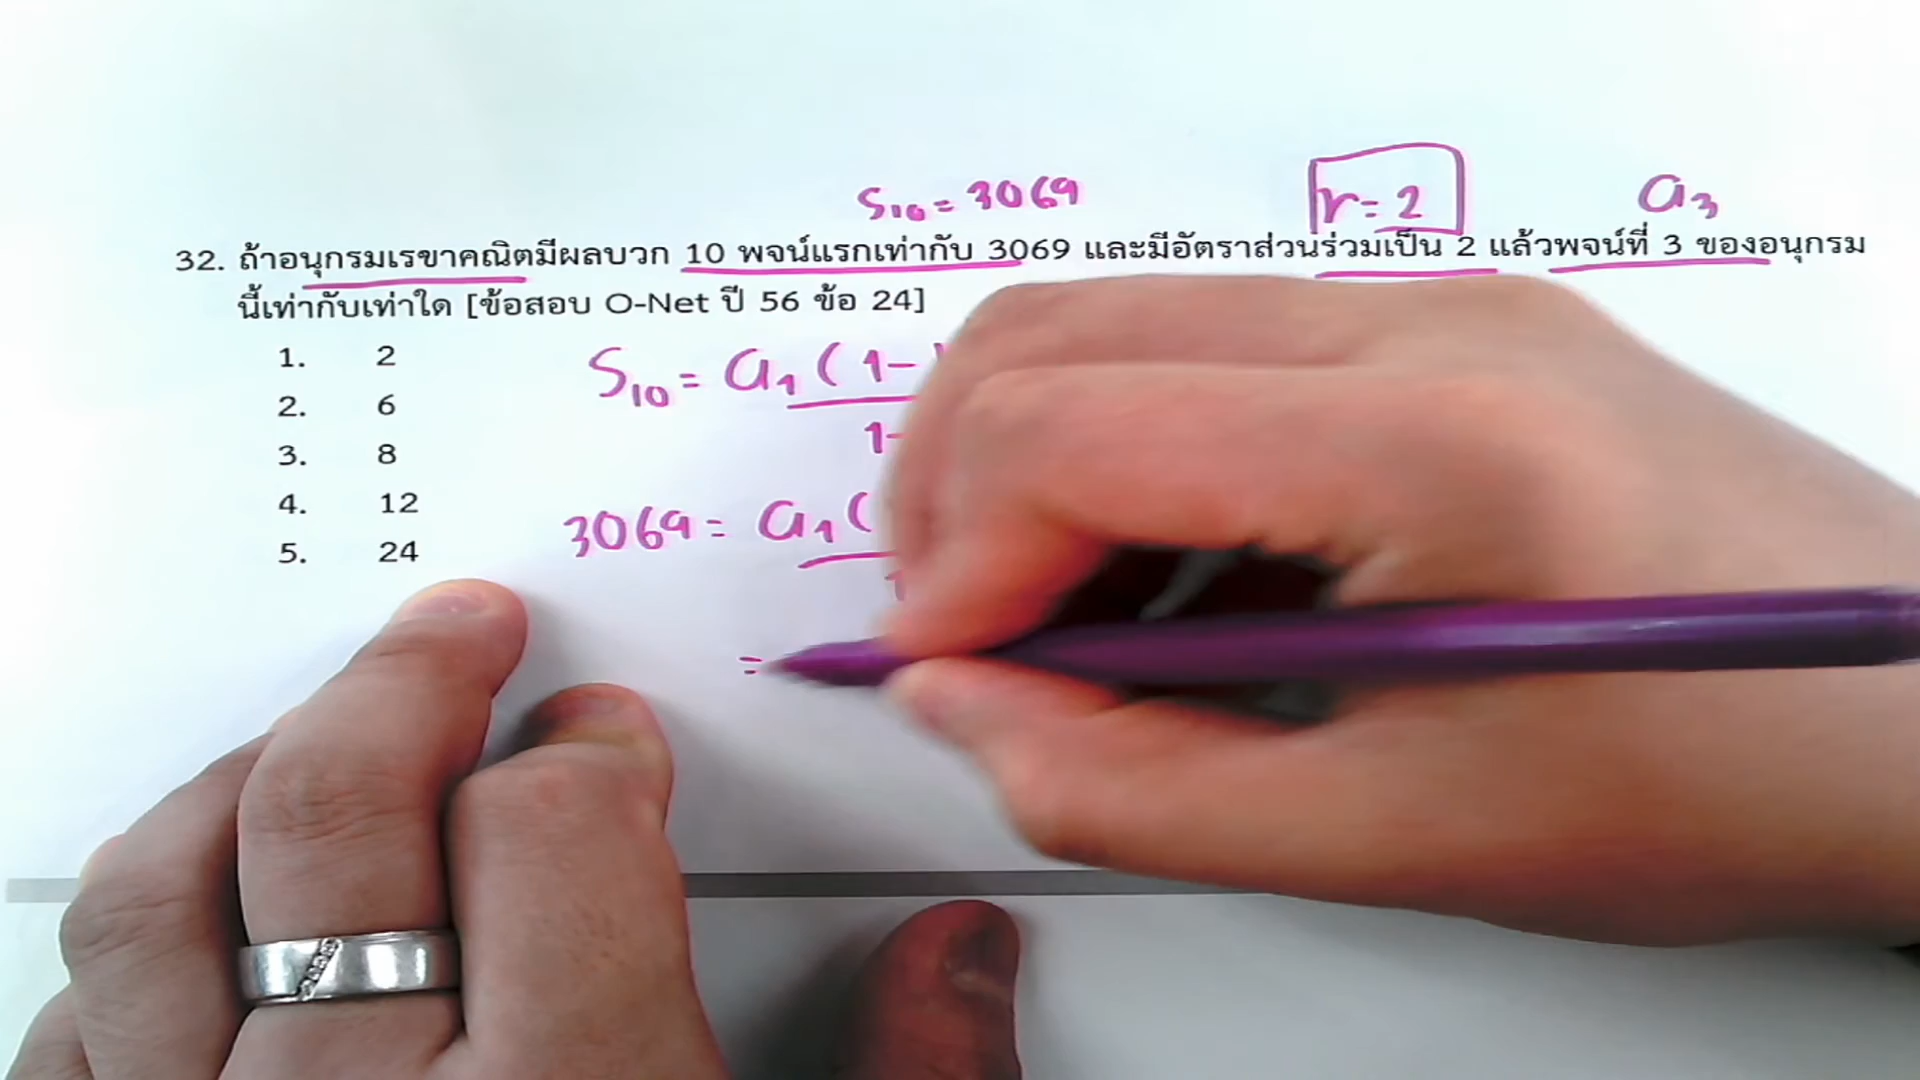 S₁₀ = 3069
r = 2
a₃
32. ถ้าอนุกรมเรขาคณิตมีผลบวก 10 พจน์แรกเท่ากับ 3069 และมีอัตราส่วนร่วมเป็น 2 แล้วพจน์ที่ 3 ของอนุกรม
นี้เท่ากับเท่าใด [ข้อสอบ O-Net ปี 56 ข้อ 24]
1. 2
2. 6
3. 8
4. 12
5. 24
S₁₀ = a₁ ( 1 -
1 -
3069 = a₁ (
=